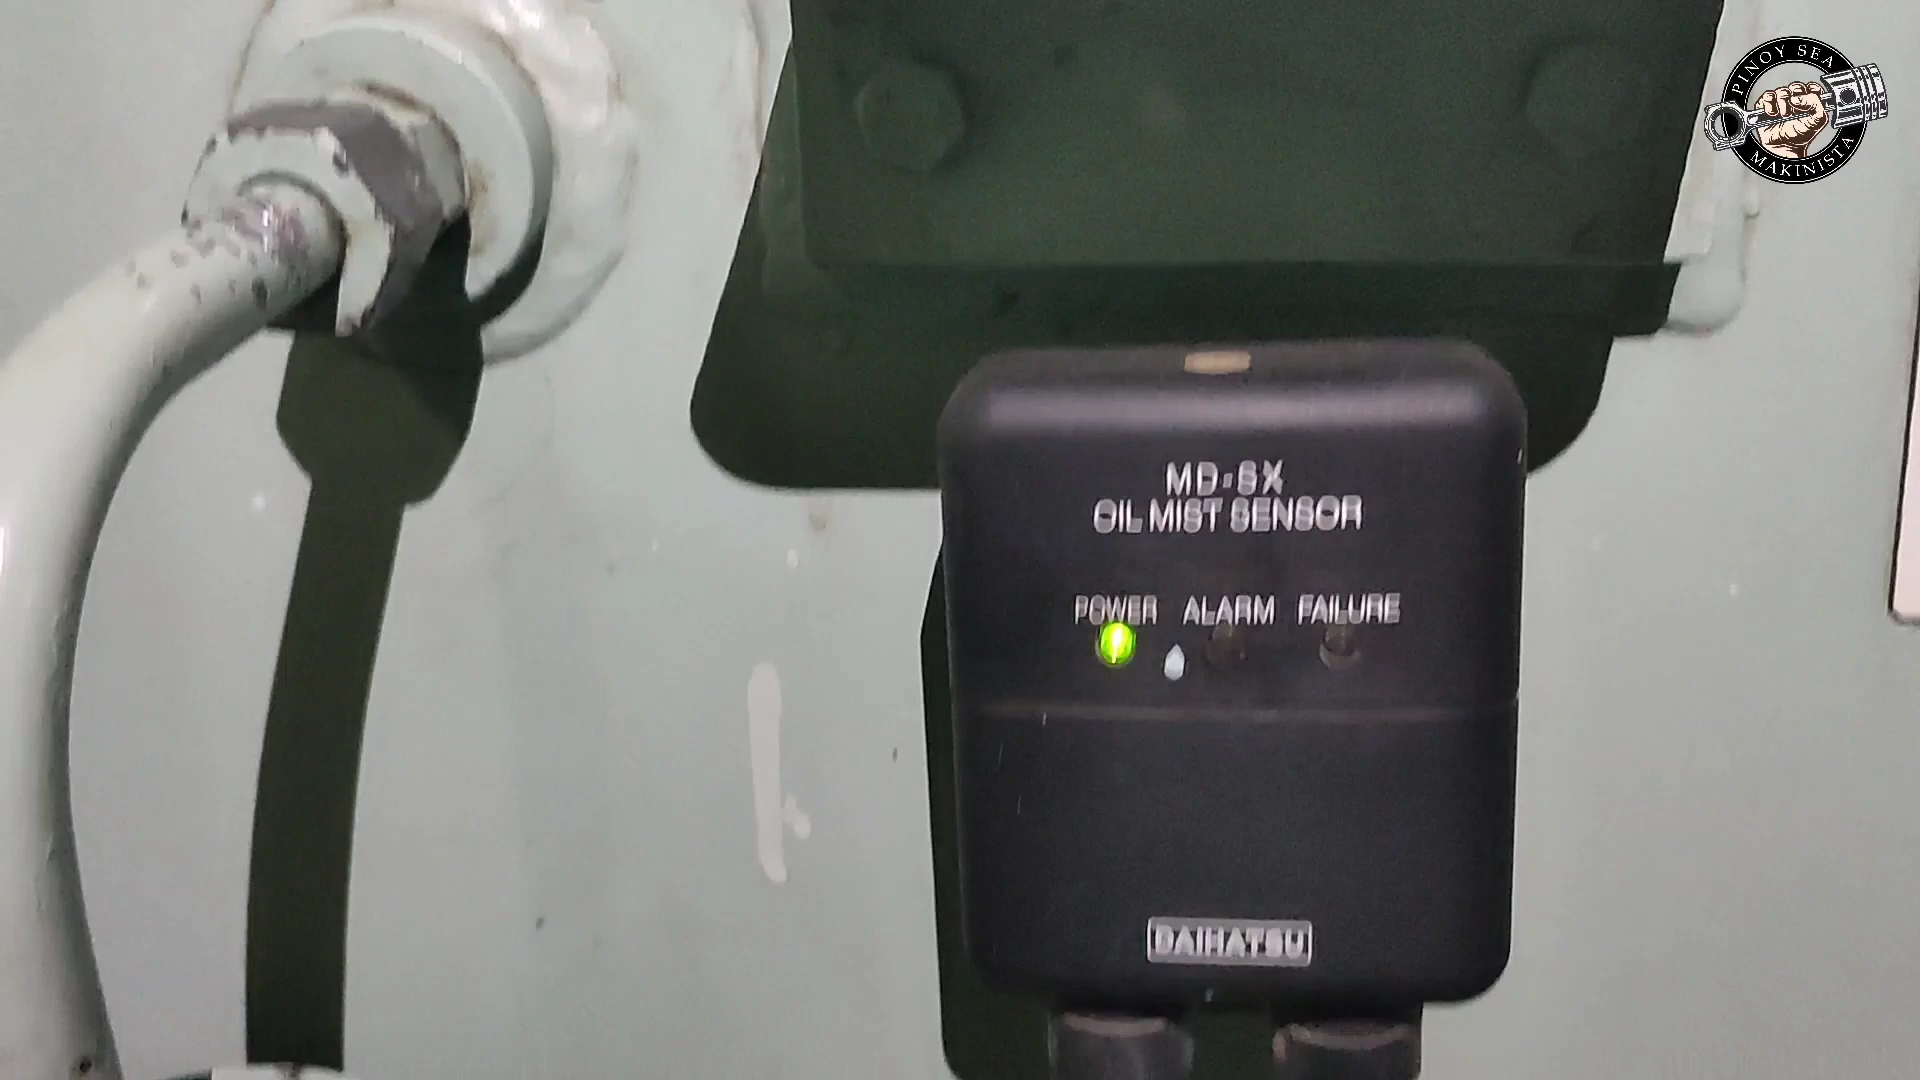 PINOY SEA
MAKINISTA
MD-SX
OIL MIST SENSOR
POWER ALARM FAILURE
DAIHATSU